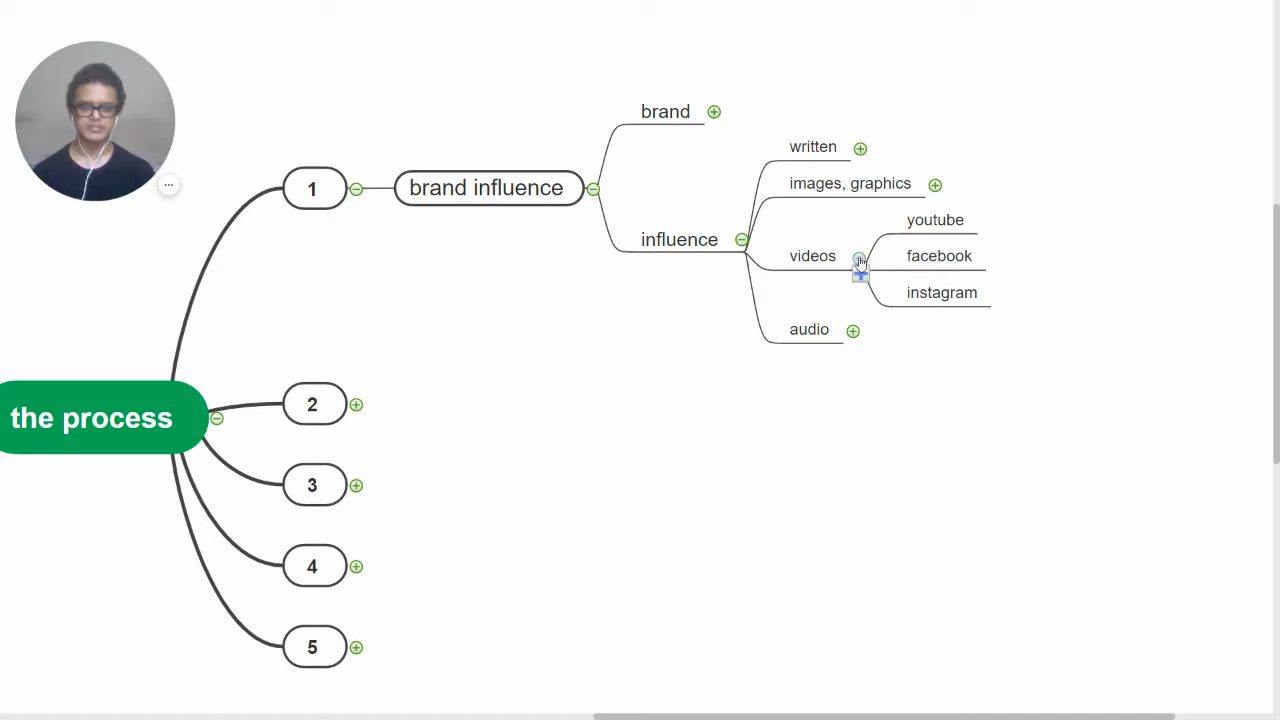 brand
written
images, graphics
1
brand influence
youtube
influence
videos
facebook
instagram
audio
2
the process
3
4
5